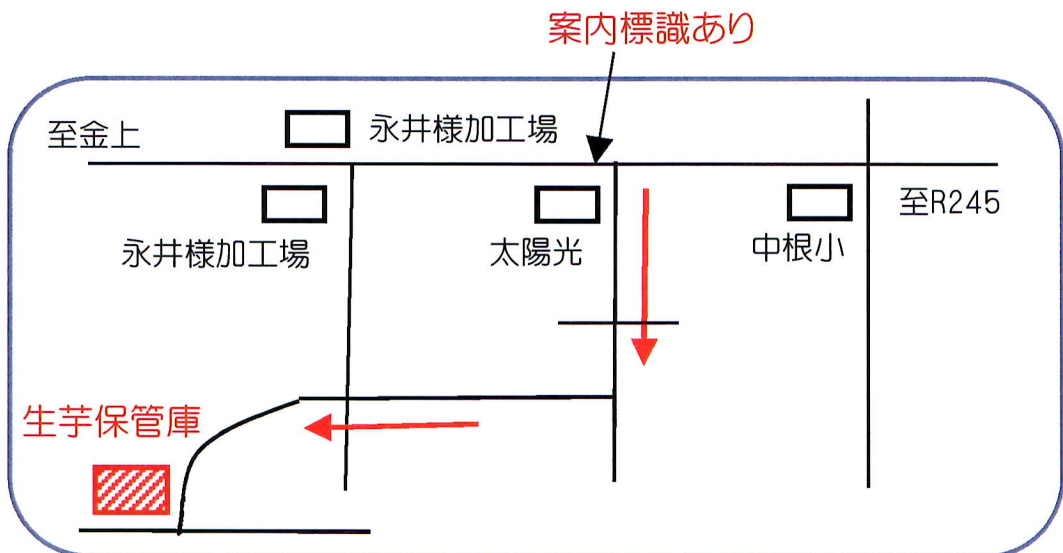 案内標識あり
至金上
永井様加工場
至R245
永井様加工場
太陽光
中根小
生芋保管庫